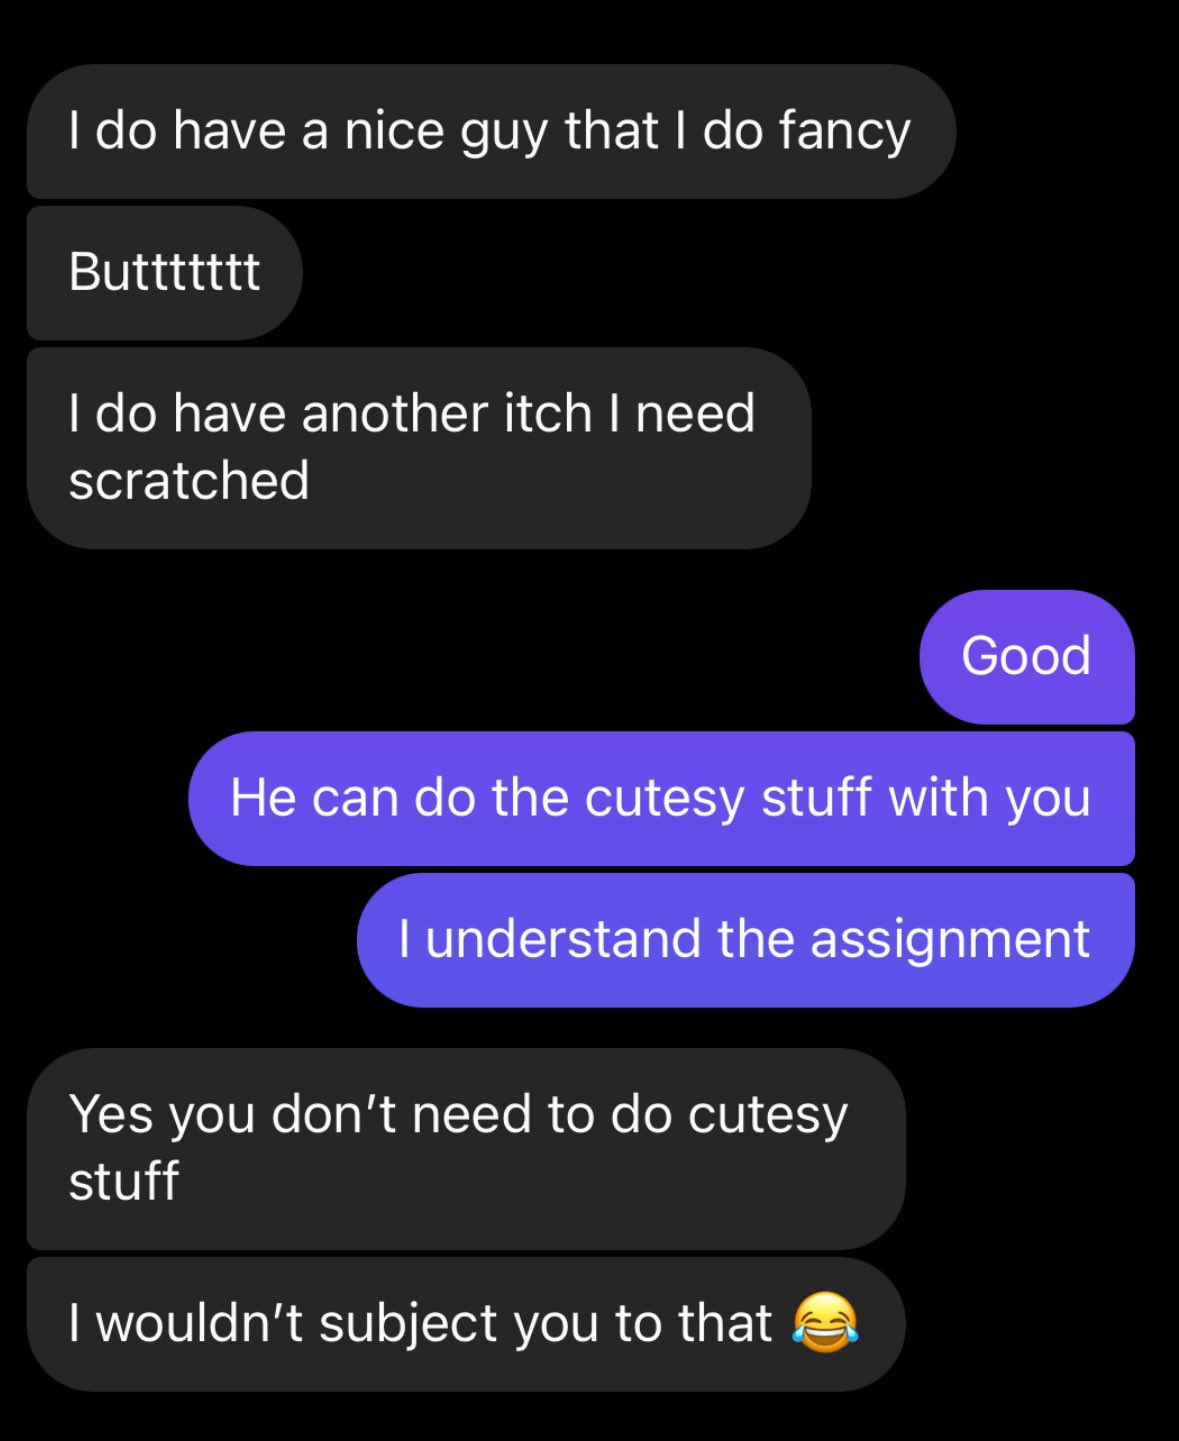 I do have a nice guy that I do fancy
Buttttttt
I do have another itch I need
scratched
Good
He can do the cutesy stuff with you
I understand the assignment
Yes you don’t need to do cutesy
stuff
I wouldn’t subject you to that 😂